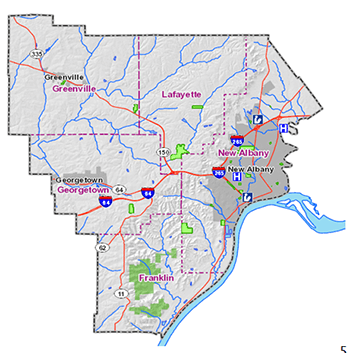 335
Greenville
Greenville
Lafayette
265
H
150
New Albany
265
New Albany
H
Georgetown
Georgetown
64
64
64
62
Franklin
11
5